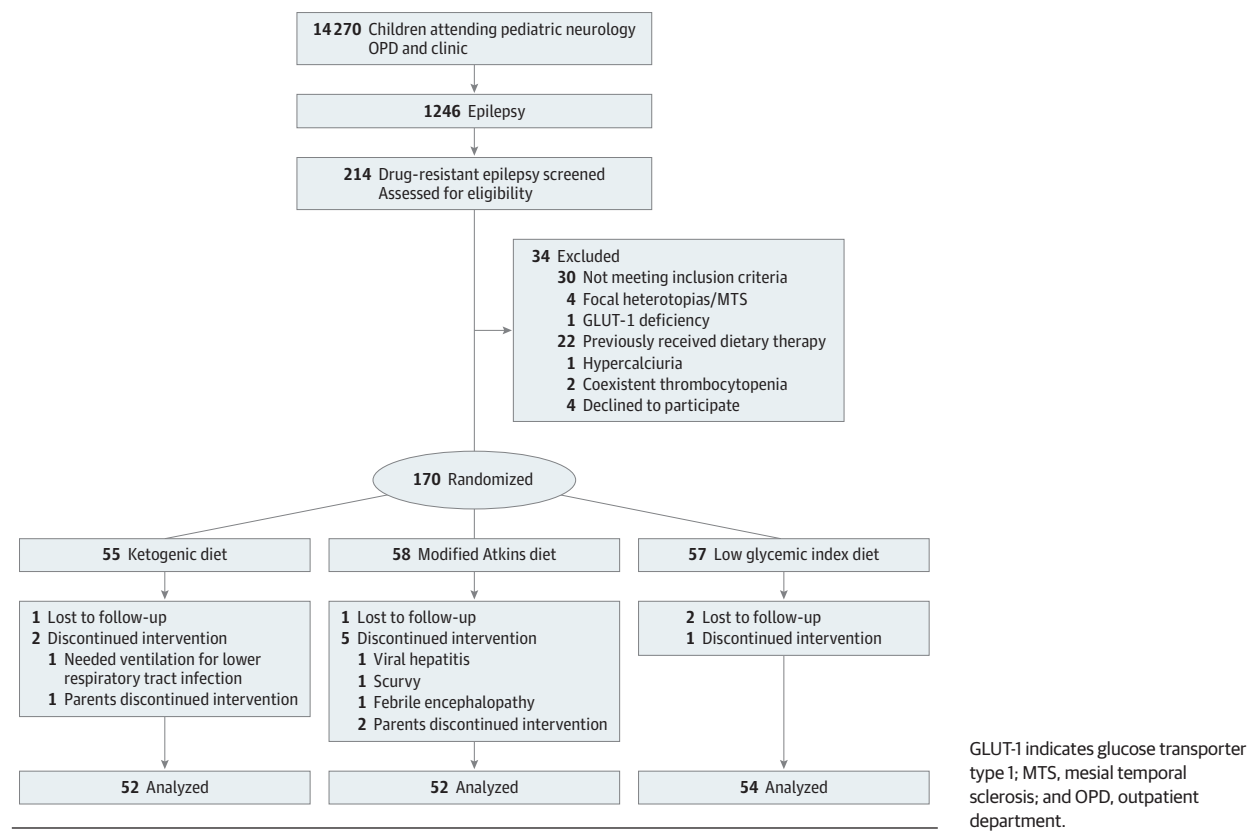 14 270 Children attending pediatric neurology
OPD and clinic
1246 Epilepsy
214 Drug-resistant epilepsy screened
Assessed for eligibility
34 Excluded
30 Not meeting inclusion criteria
4 Focal heterotopias/MTS
1 GLUT-1 deficiency
22 Previously received dietary therapy
1 Hypercalciuria
2 Coexistent thrombocytopenia
4 Declined to participate
170 Randomized
55 Ketogenic diet
58 Modified Atkins diet
57 Low glycemic index diet
1 Lost to follow-up
2 Discontinued intervention
1 Needed ventilation for lower
respiratory tract infection
1 Parents discontinued intervention
1 Lost to follow-up
5 Discontinued intervention
1 Viral hepatitis
1 Scurvy
1 Febrile encephalopathy
2 Parents discontinued intervention
2 Lost to follow-up
1 Discontinued intervention
52 Analyzed
52 Analyzed
54 Analyzed
GLUT-1 indicates glucose transporter
type 1; MTS, mesial temporal
sclerosis; and OPD, outpatient
department.